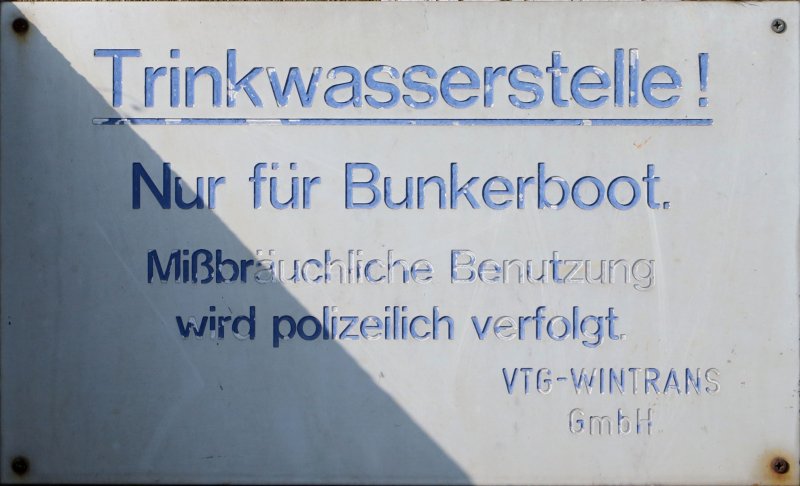 Trinkwasserstelle!
Nur für Bunkerboot.
Mißbräuchliche Benutzung
wird polizeilich verfolgt.
VTG-WINTRANS
GmbH